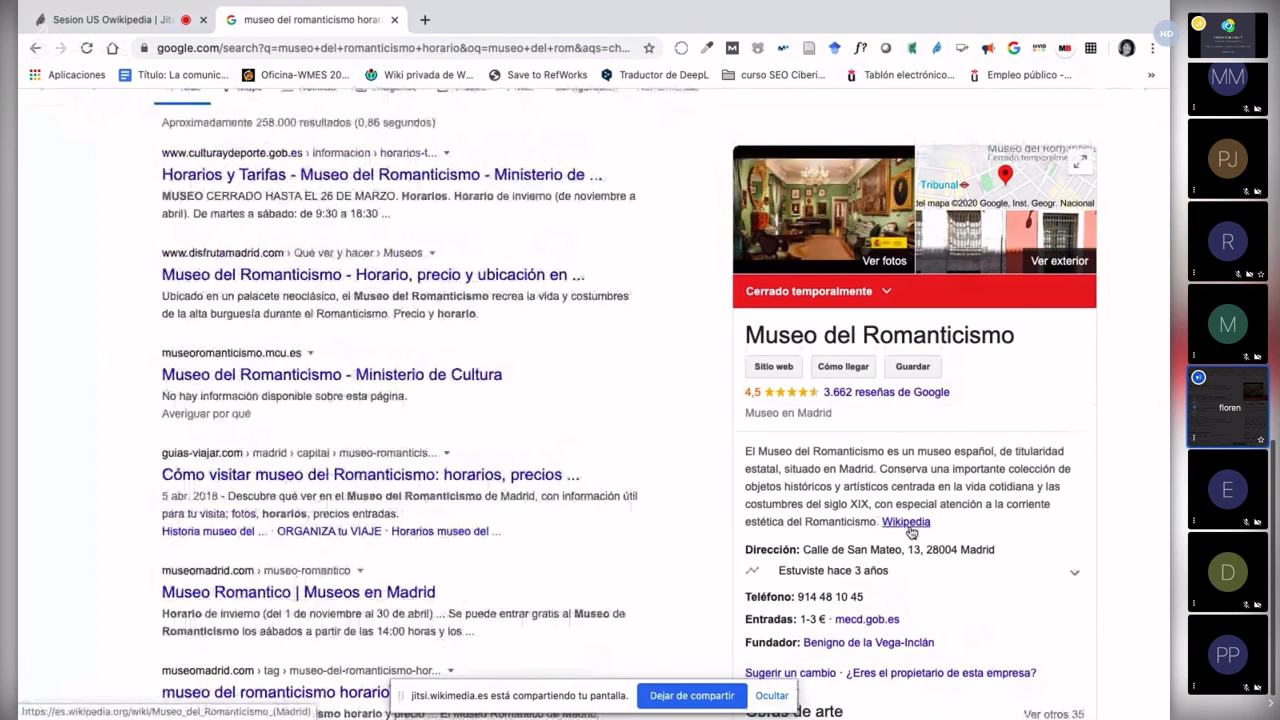 Sesion US Owikipedia | Jits
museo del romanticismo horar
google.com/search?q=museo+del+romanticismo+horario&oq=museo+del+rom&aqs=ch...
Aplicaciones
Título: La comunic...
Oficina-WMES 20...
Wiki privada de W...
Save to RefWorks
Traductor de DeepL
curso SEO Ciberi...
Tablón electrónico...
Empleo público -...
»
Aproximadamente 258.000 resultados (0,86 segundos)
www.culturaydeporte.gob.es › informacion › horarios-t...
Horarios y Tarifas - Museo del Romanticismo - Ministerio de ...
MUSEO CERRADO HASTA EL 26 DE MARZO. Horarios. Horario de invierno (de noviembre a
abril). De martes a sábado: de 9:30 a 18:30 ...
www.disfrutamadrid.com › Qué ver y hacer › Museos
Museo del Romanticismo - Horario, precio y ubicación en ...
Ubicado en un palacete neoclásico, el Museo del Romanticismo recrea la vida y costumbres
de la alta burguesía durante el Romanticismo. Precio y horario.
museoromanticismo.mcu.es
Museo del Romanticismo - Ministerio de Cultura
No hay información disponible sobre esta página.
Averiguar por qué
guias-viajar.com › madrid › capital › museo-romantic...
Cómo visitar museo del Romanticismo: horarios, precios ...
5 abr. 2018 - Descubre qué ver en el Museo del Romanticismo de Madrid, con información útil
para tu visita; fotos, horarios, precios entradas.
Historia museo del ... · ORGANIZA tu VIAJE · Horarios museo del ...
museomadrid.com › museo-romantico
Museo Romantico | Museos en Madrid
Horario de invierno (del 1 de noviembre al 30 de abril) ... Se puede entrar gratis al Museo de
Romanticismo los aábados a partir de las 14:00 horas y los ...
museomadrid.com › tag › museo-del-romanticismo-hor...
museo del romanticismo horario
Museo del Romanti
Cerrado temporalme
Tribunal
del mapa ©2020 Google, Inst. Geogr. Nacional
Ver fotos
Ver exterior
Cerrado temporalmente
Museo del Romanticismo
Sitio web
Cómo llegar
Guardar
4,5
3.662 reseñas de Google
Museo en Madrid
El Museo del Romanticismo es un museo español, de titularidad
estatal, situado en Madrid. Conserva una importante colección de
objetos históricos y artísticos centrada en la vida cotidiana y las
costumbres del siglo XIX, con especial atención a la corriente
estética del Romanticismo. Wikipedia
Dirección: Calle de San Mateo, 13, 28004 Madrid
Estuviste hace 3 años
Teléfono: 914 48 10 45
Entradas: 1-3 € · mecd.gob.es
Fundador: Benigno de la Vega-Inclán
Sugerir un cambio · ¿Eres el propietario de esta empresa?
de arte
Ver otros 35
jitsi.wikimedia.es está compartiendo tu pantalla.
Dejar de compartir
Ocultar
https://es.wikipedia.org/wiki/Museo_del_Romanticismo_(Madrid)
HD
MM
PJ
R
M
floren
E
D
PP